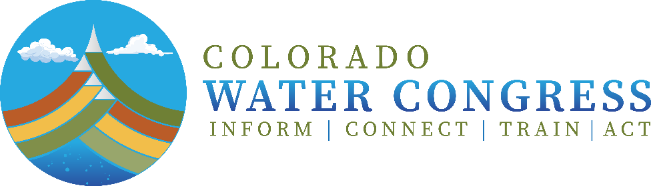 COLORADO
WATER CONGRESS
INFORM | CONNECT | TRAIN | ACT